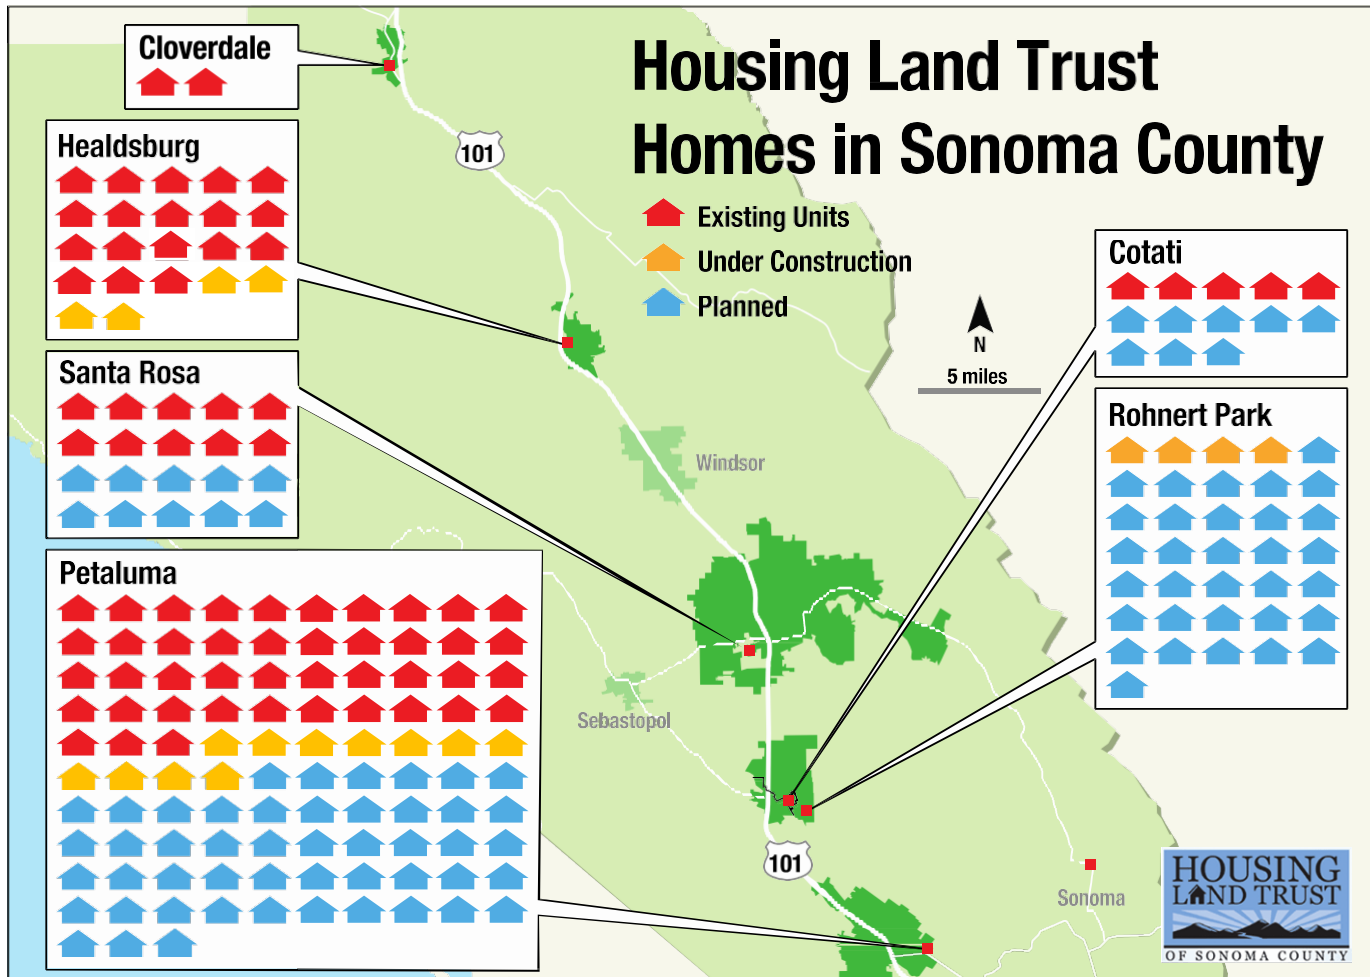 Cloverdale
Housing Land Trust
Homes in Sonoma County
101
Healdsburg
Existing Units
Under Construction
Planned
Cotati
N
5 miles
Santa Rosa
Rohnert Park
Windsor
Petaluma
Sebastopol
101
Sonoma
HOUSING
LAND TRUST
OF SONOMA COUNTY